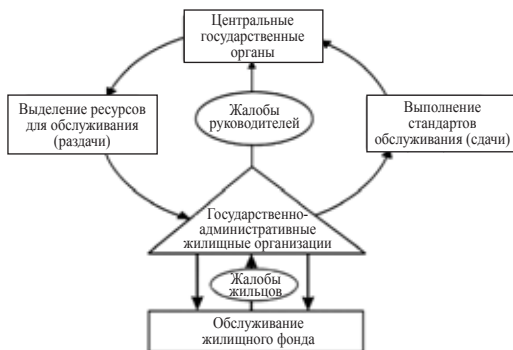 Центральные
государственные
органы
Выделение ресурсов
для обслуживания
(раздачи)
Жалобы
руководителей
Выполнение
стандартов
обслуживания (сдачи)
Государственно-
административные
жилищные организации
Жалобы
жильцов
Обслуживание
жилищного фонда